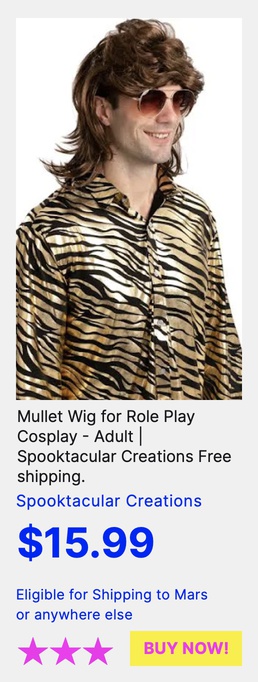 Mullet Wig for Role Play
Cosplay - Adult |
Spooktacular Creations Free
shipping.
Spooktacular Creations
$15.99
Eligible for Shipping to Mars
or anywhere else
BUY NOW!